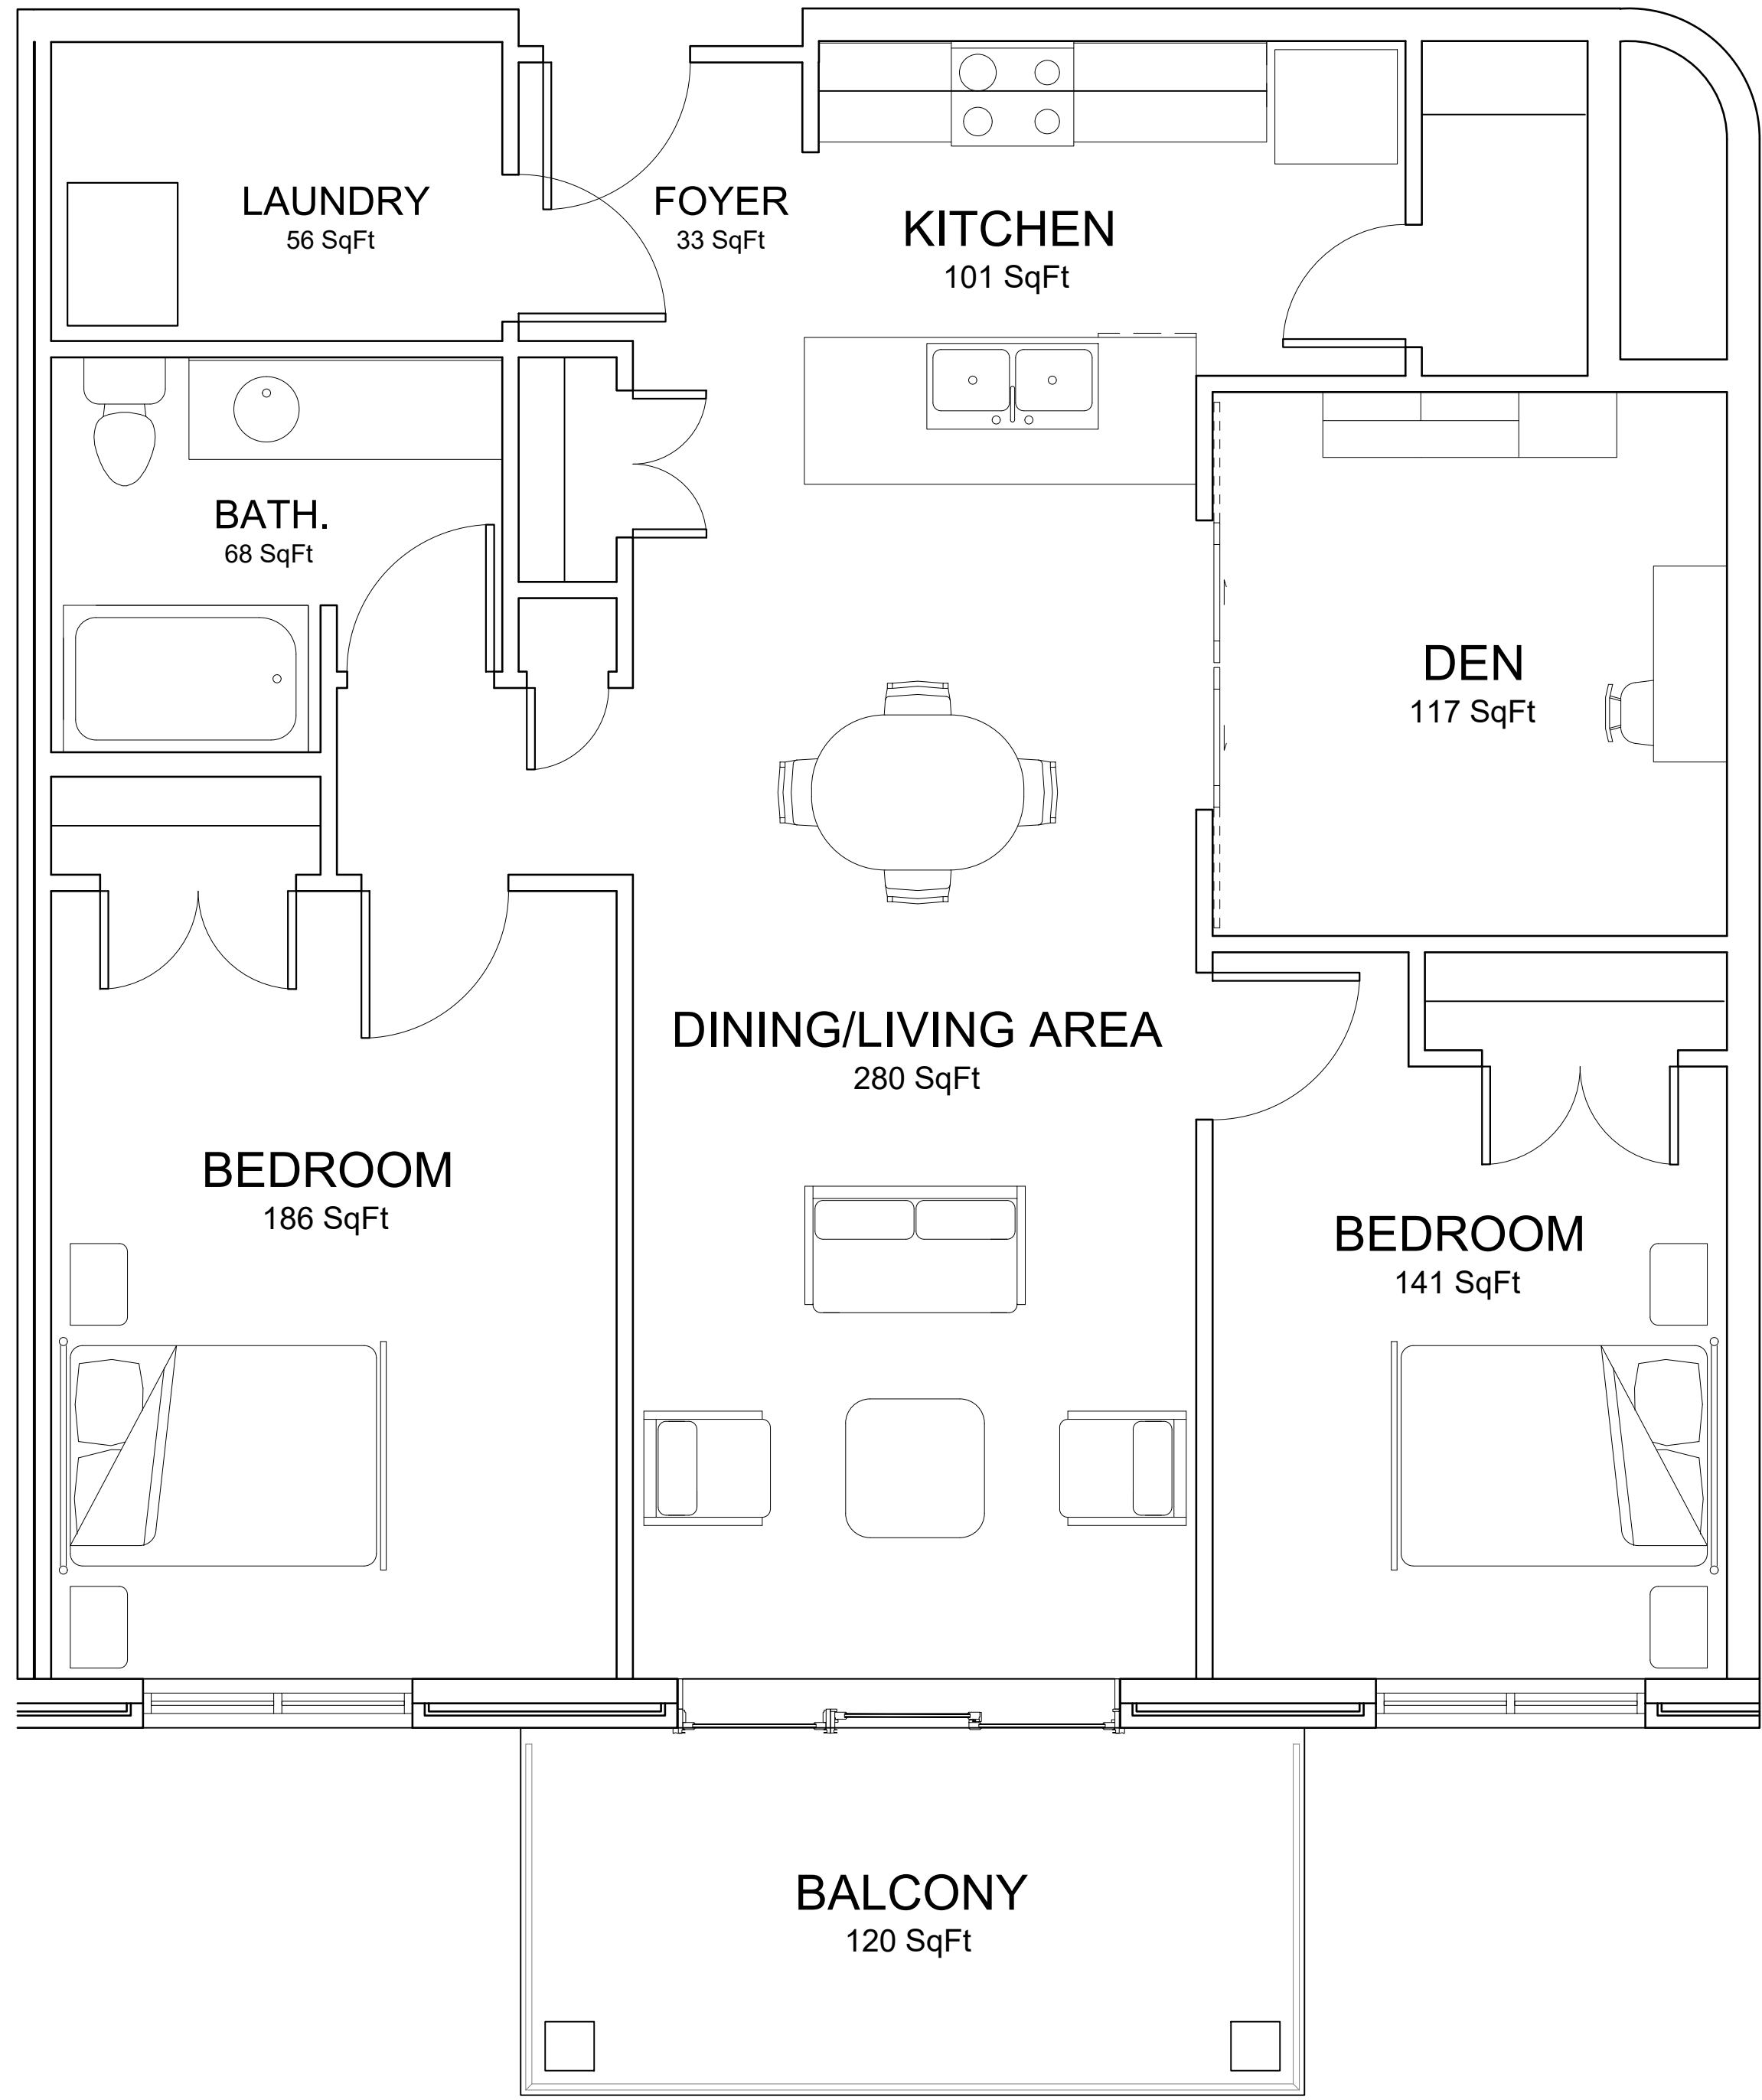 LAUNDRY
56 SqFt
FOYER
33 SqFt
KITCHEN
101 SqFt
BATH.
68 SqFt
DEN
117 SqFt
DINING/LIVING AREA
280 SqFt
BEDROOM
186 SqFt
BEDROOM
141 SqFt
BALCONY
120 SqFt